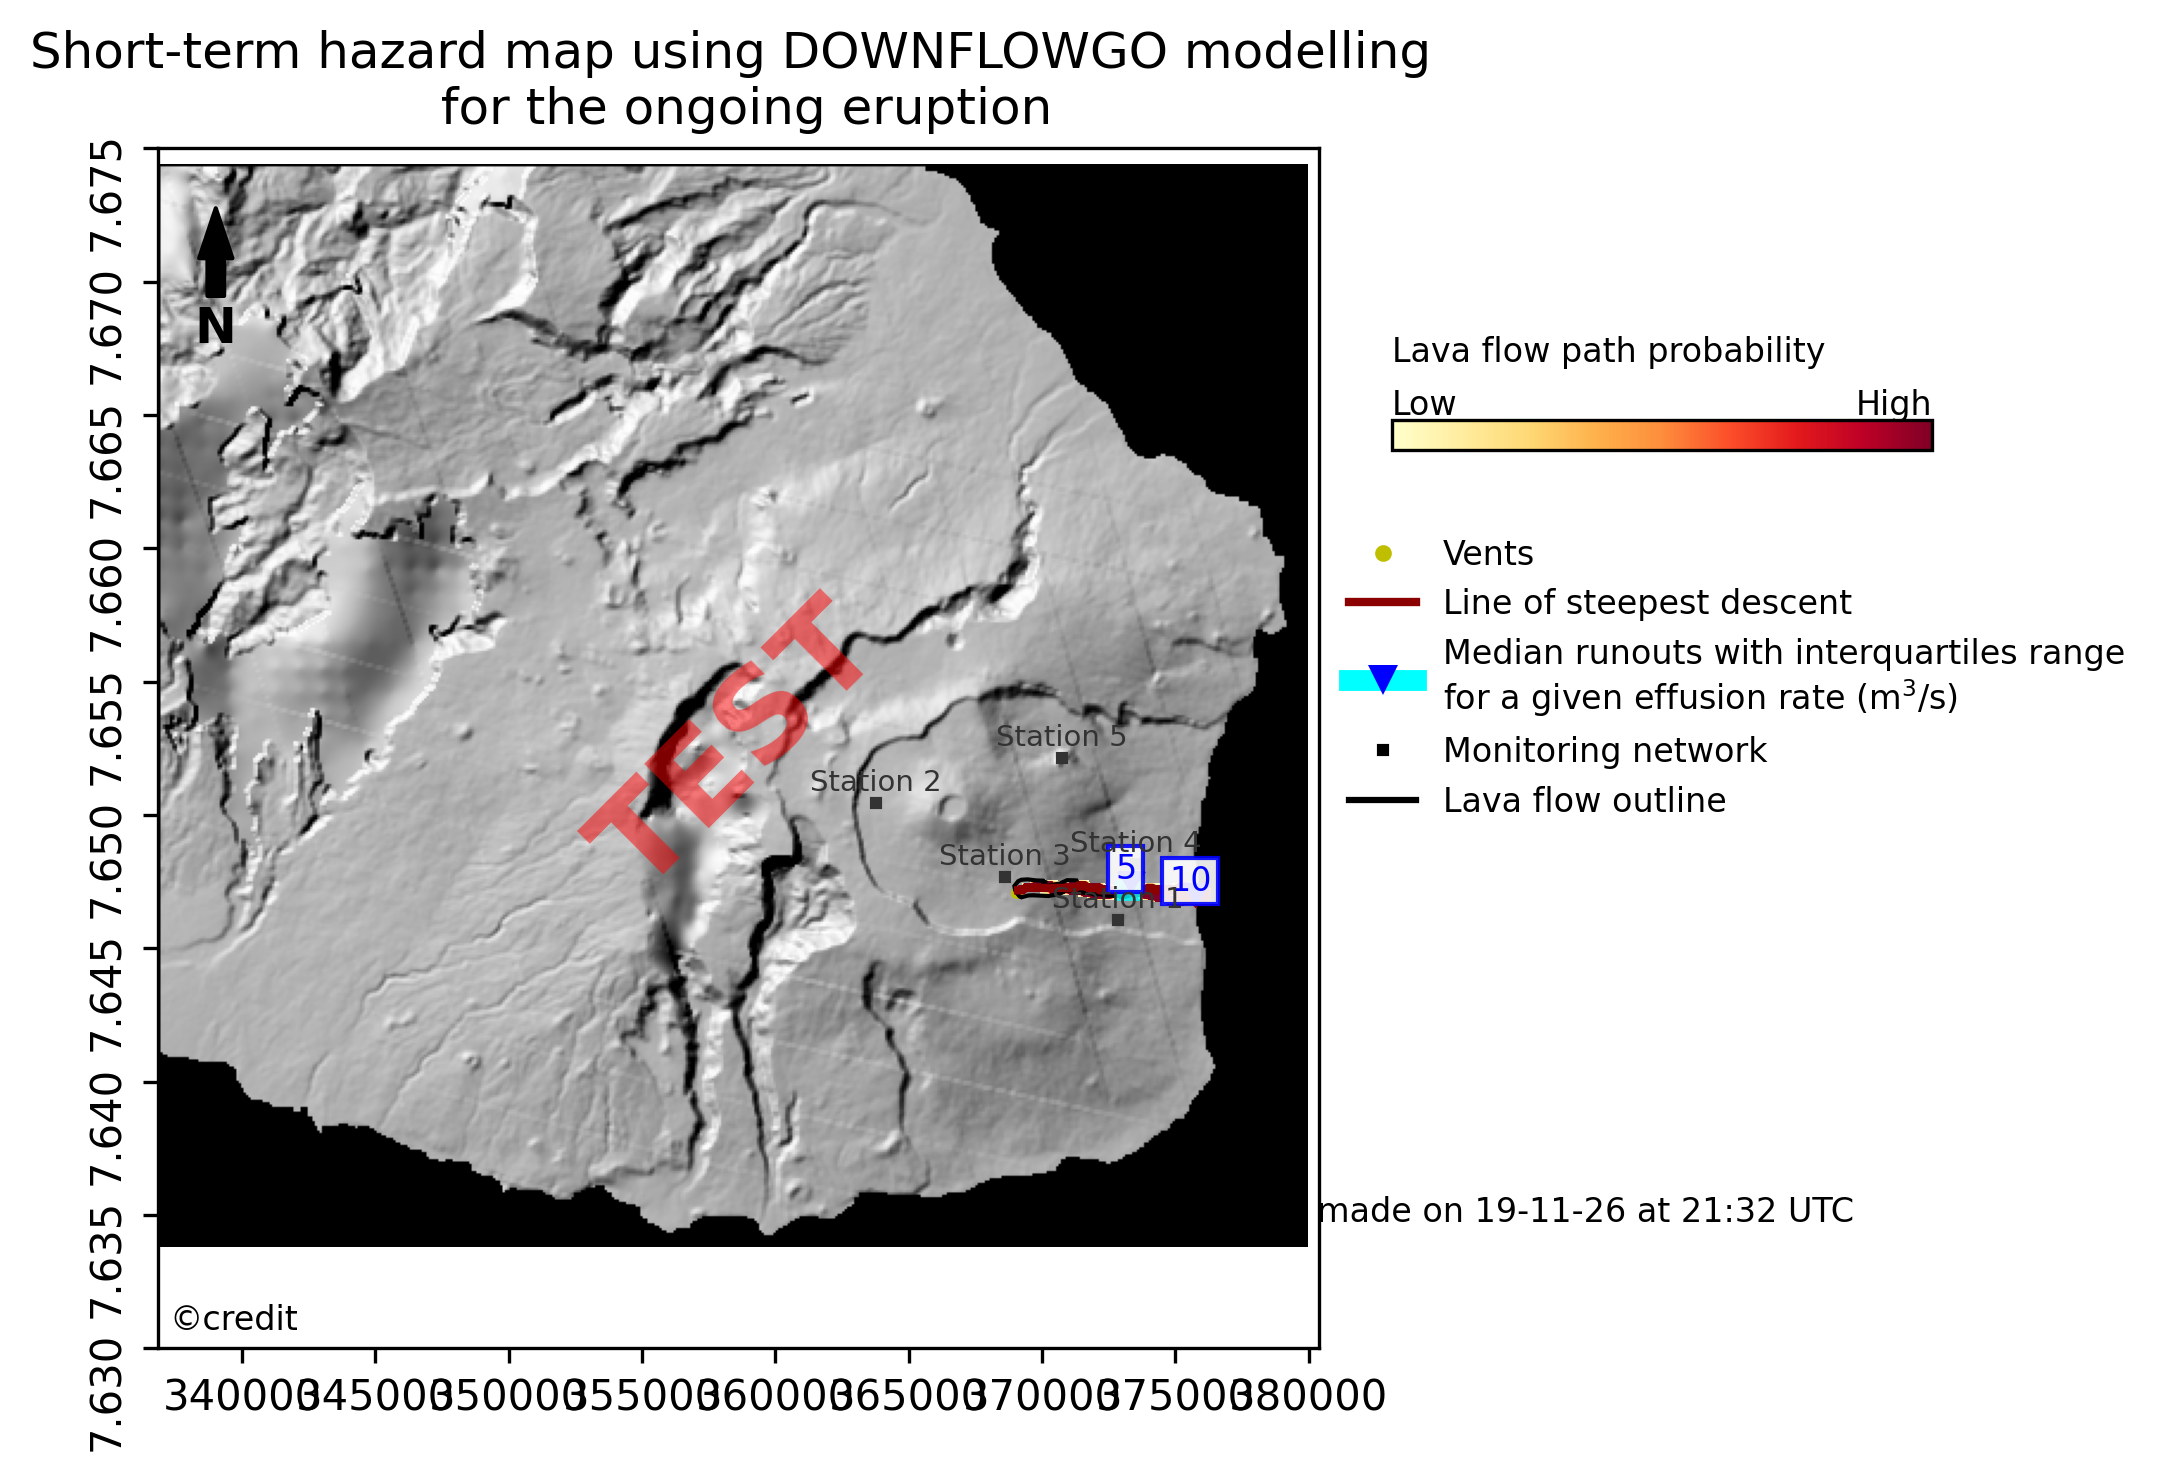 Short-term hazard map using DOWNFLOWGO modelling
for the ongoing eruption
7.675
7.670
7.665
7.660
7.655
7.650
7.645
7.640
7.635
7.630
N
TEST
Station 5
Station 2
Station 4
Station 3
5
10
Station 1
©credit
340000 345000 350000 355000 360000 365000 370000 375000 380000
Lava flow path probability
Low High
Vents
Line of steepest descent
Median runouts with interquartiles range
for a given effusion rate (m³/s)
Monitoring network
Lava flow outline
made on 19-11-26 at 21:32 UTC